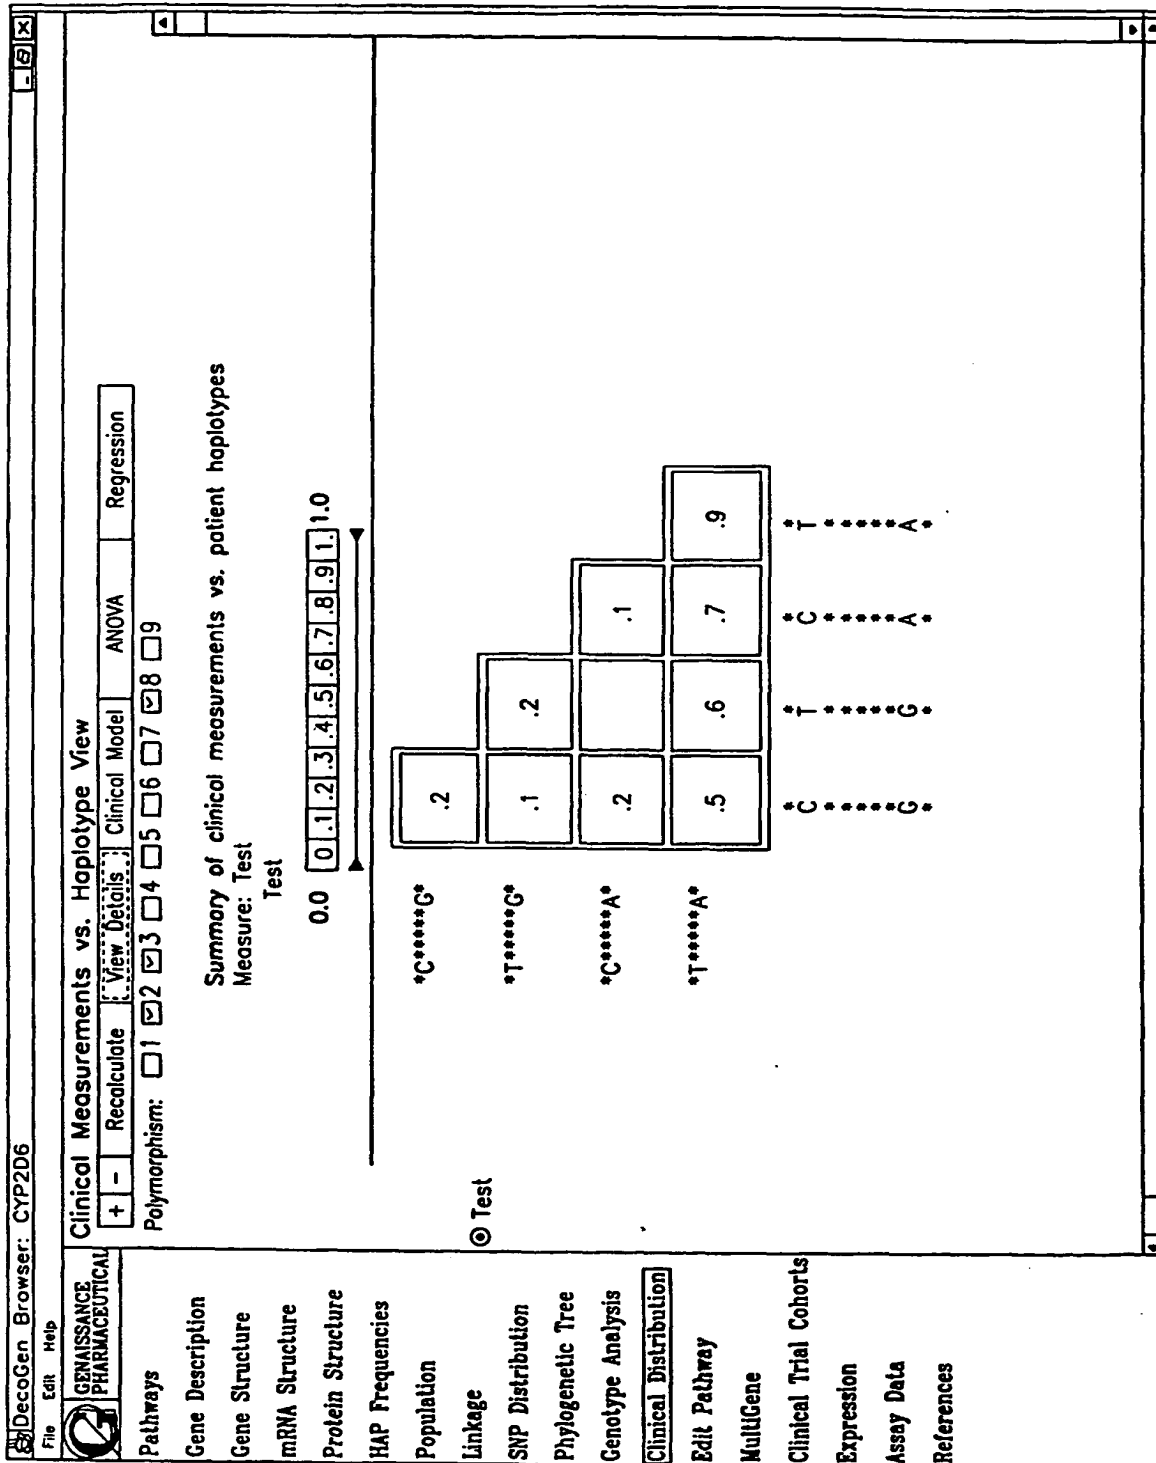 DecoGen Browser: CYP2D6
File Edit Help
GENAISSANCE
PHARMACEUTICAL
Pathways
Gene Description
Gene Structure
mRNA Structure
Protein Structure
HAP Frequencies
Population
Linkage
SNP Distribution
Phylogenetic Tree
Genotype Analysis
Clinical Distribution
Edit Pathway
MultiGene
Clinical Trial Cohorts
Expression
Assay Data
References
Clinical Measurements vs. Haplotype View
+ - Recalculate View Details Clinical Model ANOVA Regression
Polymorphism: 1 2 3 4 5 6 7 8 9
Summary of clinical measurements vs. patient haplotypes
Measure: Test
Test
0.0 0 .1 .2 .3 .4 .5 .6 .7 .8 .9 1. 1.0
Test
*C*****G* .2
*T*****G* .1 .2
*C*****A* .2 .1
*T*****A* .5 .6 .7 .9
*C*****G* *T*****G* *C*****A* *T*****A*